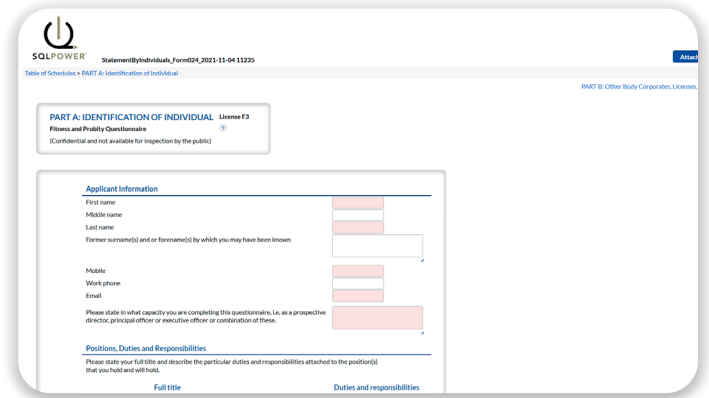 SQLPOWER
StatementByIndividuals_Form024_2021-11-04 11235
Attach
Table of Schedules > PART A: Identification of Individual
PART B: Other Body Corporates, Licenses,
PART A: IDENTIFICATION OF INDIVIDUAL License F3
Fitness and Probity Questionnaire ?
(Confidential and not available for inspection by the public)
Applicant Information
First name
Middle name
Last name
Former surname(s) and or forename(s) by which you may have been known
Mobile
Work phone
Email
Please state in what capacity you are completing this questionnaire, i.e. as a prospective
director, principal officer or executive officer or combination of these.
Positions, Duties and Responsibilities
Please state your full title and describe the particular duties and responsibilities attached to the position(s)
that you hold and will hold.
Full title Duties and responsibilities